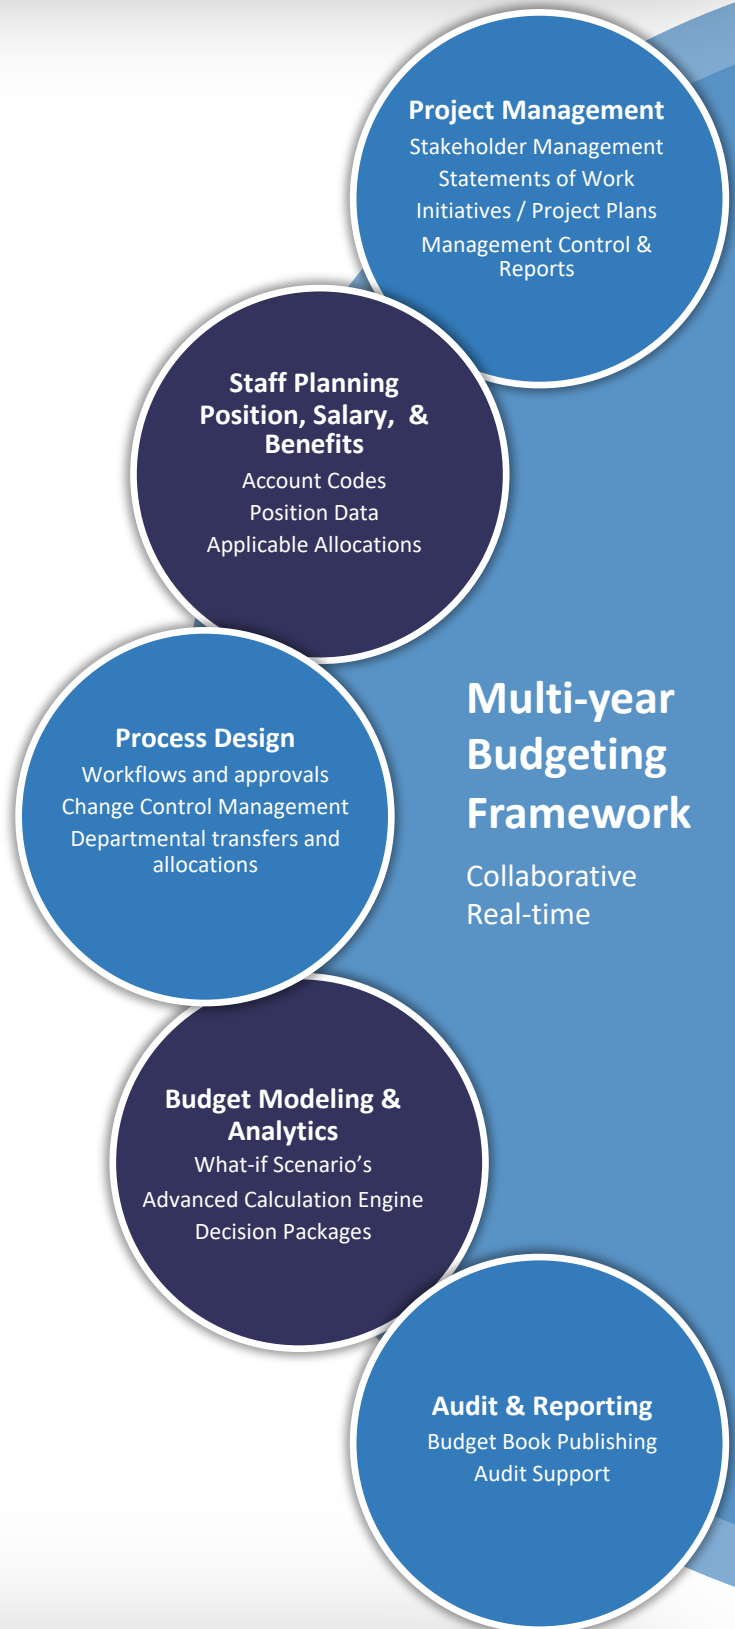 Project Management
Stakeholder Management
Statements of Work
Initiatives / Project Plans
Management Control &
Reports
Staff Planning
Position, Salary,  &
Benefits
Account Codes
Position Data
Applicable Allocations
Process Design
Workflows and approvals
Change Control Management
Departmental transfers and
allocations
Multi-year
Budgeting
Framework
Collaborative
Real-time
Budget Modeling &
Analytics
What-if Scenario’s
Advanced Calculation Engine
Decision Packages
Audit & Reporting
Budget Book Publishing
Audit Support